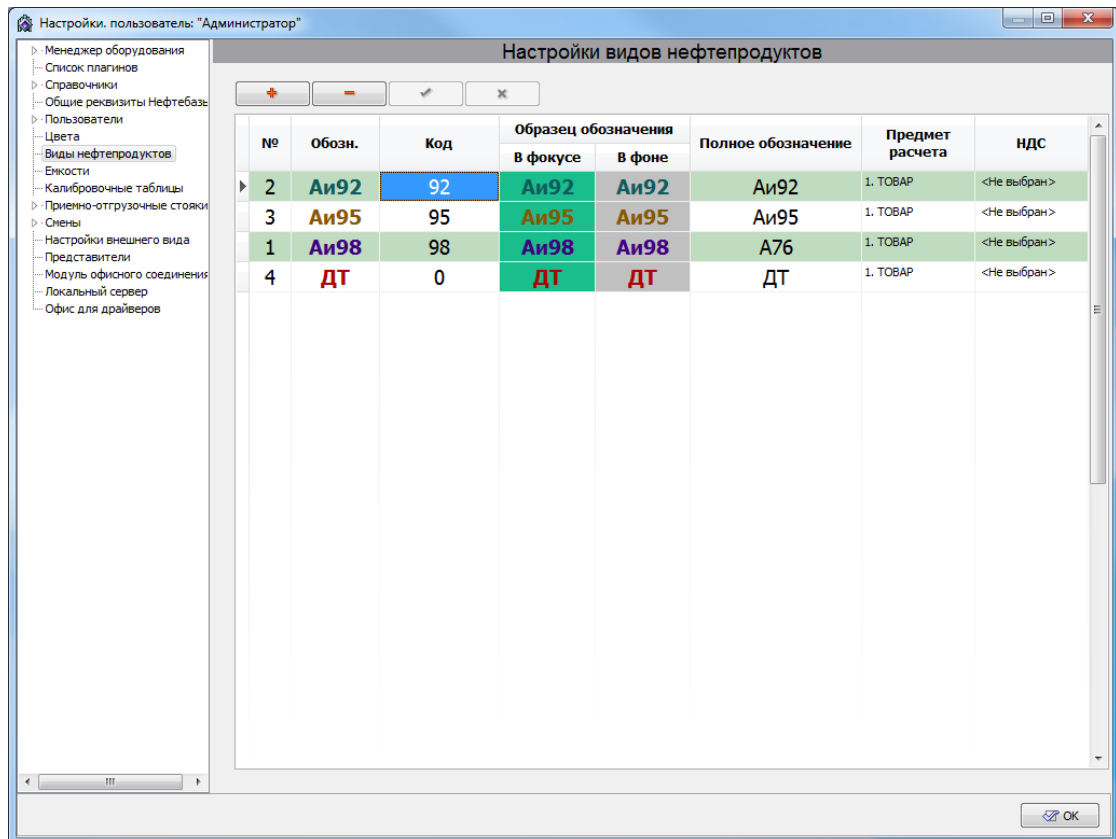 Настройки. пользователь: "Администратор"
Менеджер оборудования
Список плагинов
Справочники
Общие реквизиты Нефтебазь
Пользователи
Цвета
Виды нефтепродуктов
Емкости
Калибровочные таблицы
Приемно-отгрузочные стояки
Смены
Настройки внешнего вида
Представители
Модуль офисного соединения
Локальный сервер
Офис для драйверов
Настройки видов нефтепродуктов
№ Обозн. Код Образец обозначения Полное обозначение Предмет расчета НДС
В фокусе В фоне
2 Аи92 92 Аи92 Аи92 Аи92 1. ТОВАР <Не выбран>
3 Аи95 95 Аи95 Аи95 Аи95 1. ТОВАР <Не выбран>
1 Аи98 98 Аи98 Аи98 А76 1. ТОВАР <Не выбран>
4 ДТ 0 ДТ ДТ ДТ 1. ТОВАР <Не выбран>
OK